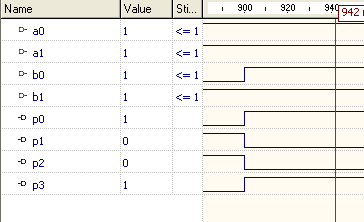 Name Value Sti... 900 920 940
942
a0 1 <= 1
a1 1 <= 1
b0 1 <= 1
b1 1 <= 1
p0 1
p1 0
p2 0
p3 1